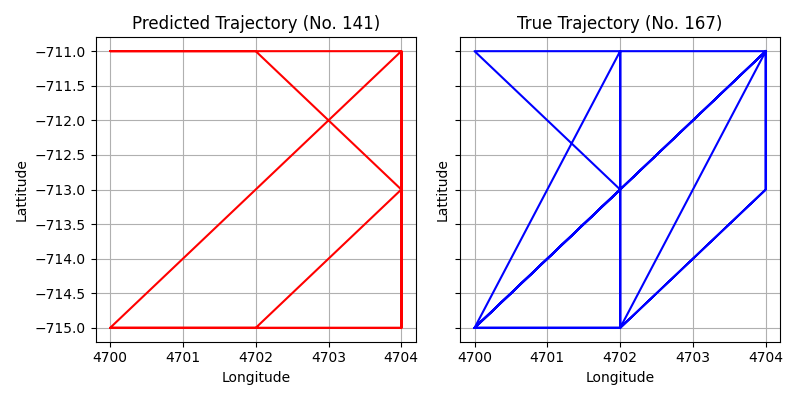 Predicted Trajectory (No. 141)
−711.0
−711.5
−712.0
−712.5
−713.0
−713.5
−714.0
−714.5
−715.0
Lattitude
4700 4701 4702 4703 4704
Longitude
True Trajectory (No. 167)
Lattitude
4700 4701 4702 4703 4704
Longitude